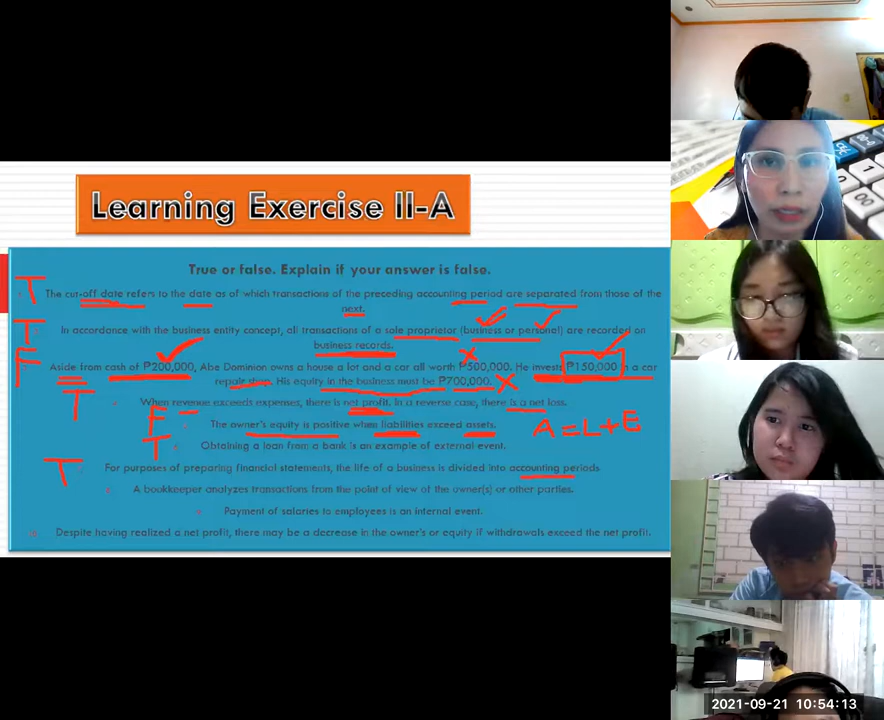 Learning Exercise II-A
True or false. Explain if your answer is false.
T The cut-off date refers to the date as of which transactions of the preceding accounting period are separated from those of the
next.
T In accordance with the business entity concept, all transactions of a sole proprietor (business or personal) are recorded on
business records.
F Aside from cash of ₱200,000, Abe Dominion owns a house a lot and a car all worth ₱500,000. He invests ₱150,000 in a car
repair shop. His equity in the business must be ₱700,000. X
T When revenue exceeds expenses, there is net profit. In a reverse case, there is a net loss.
F The owner's equity is positive when liabilities exceed assets. A = L + E
T Obtaining a loan from a bank is an example of external event.
T For purposes of preparing financial statements, the life of a business is divided into accounting periods
A bookkeeper analyzes transactions from the point of view of the owner(s) or other parties.
Payment of salaries to employees is an internal event.
Despite having realized a net profit, there may be a decrease in the owner's or equity if withdrawals exceed the net profit.
2021-09-21 10:54:13